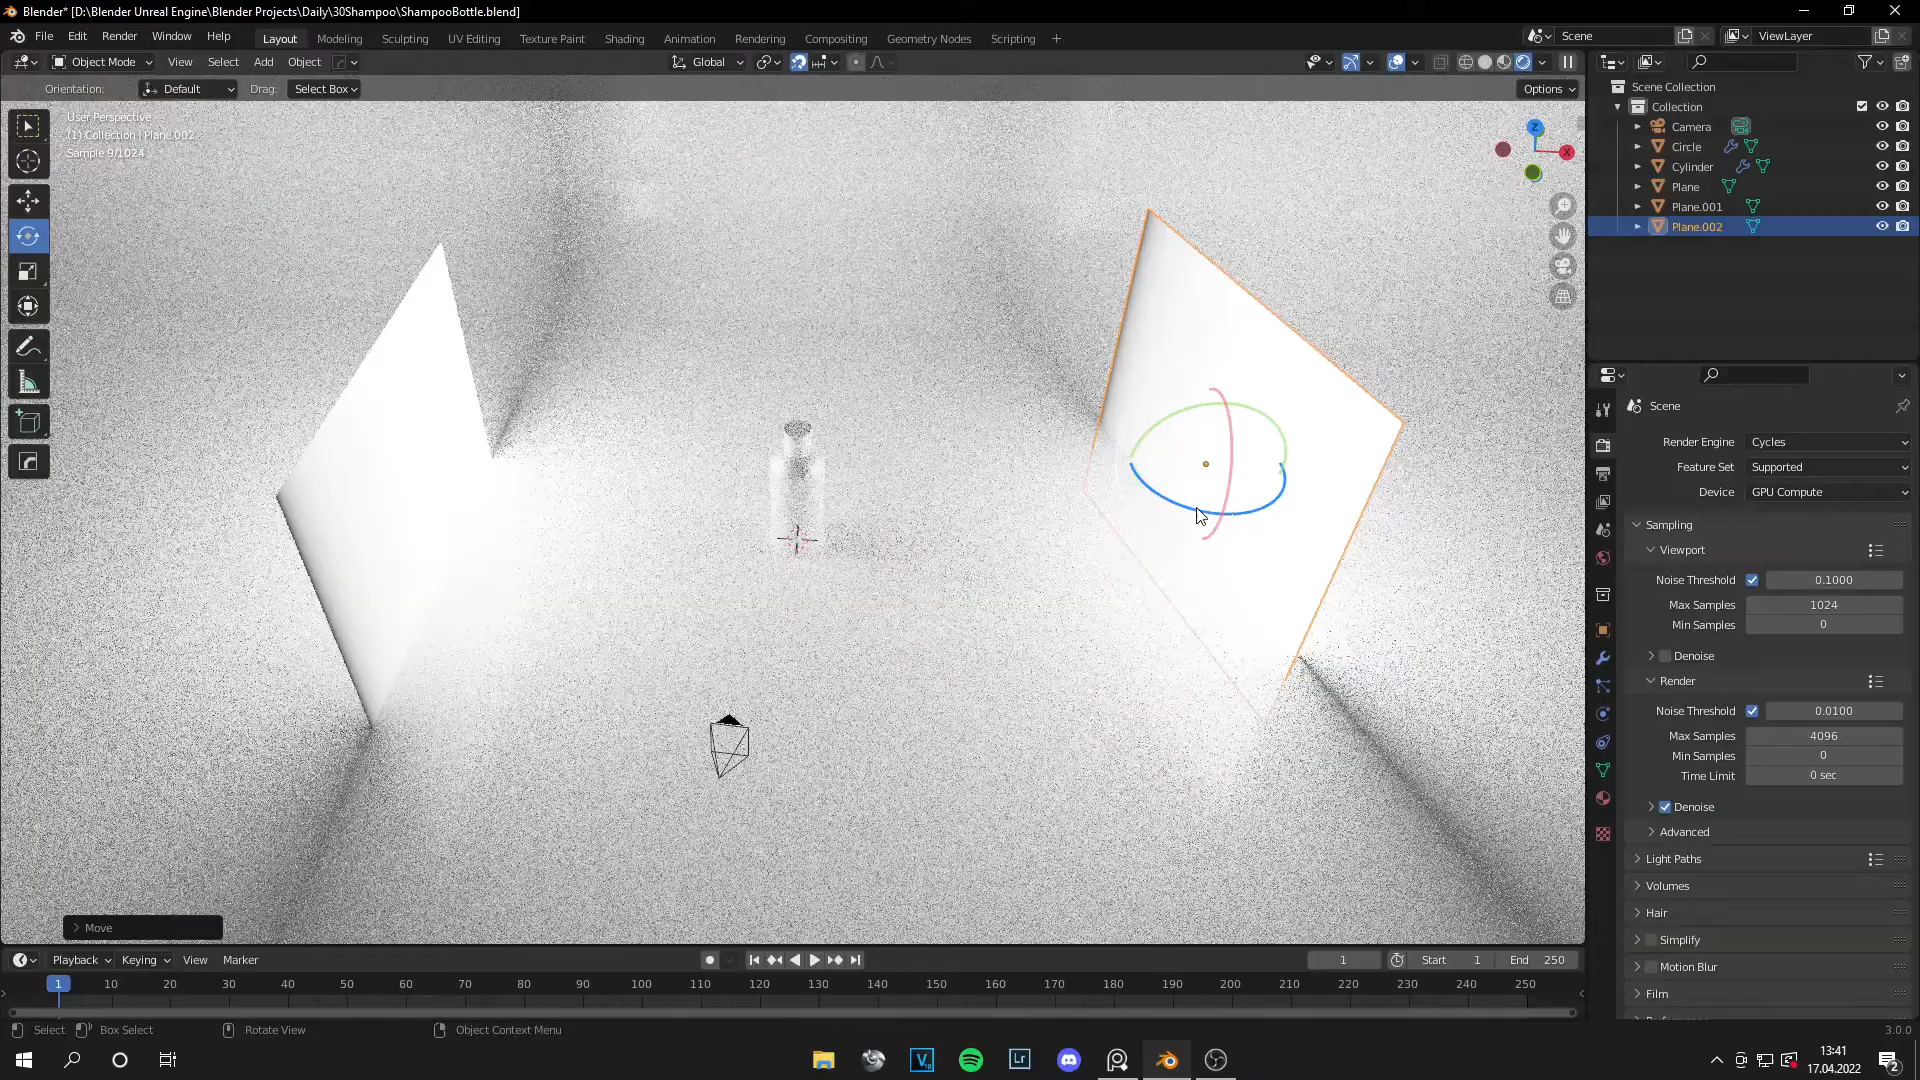 Blender* [D:\Blender Unreal Engine\Blender Projects\Daily\30Shampoo\ShampooBottle.blend]
File Edit Render Window Help Layout Modeling Sculpting UV Editing Texture Paint Shading Animation Rendering Compositing Geometry Nodes Scripting + Scene ViewLayer
Object Mode View Select Add Object Global
Orientation: Default Drag: Select Box Options
User Perspective
(1) Collection | Plane.002
Sample 9/1024
Z
X
Scene Collection
Collection
Camera
Circle
Cylinder
Plane
Plane.001
Plane.002
Scene
Render Engine Cycles
Feature Set Supported
Device GPU Compute
Sampling
Viewport
Noise Threshold 0.1000
Max Samples 1024
Min Samples 0
Denoise
Render
Noise Threshold 0.0100
Max Samples 4096
Min Samples 0
Time Limit 0 sec
Denoise
Advanced
Light Paths
Volumes
Hair
Simplify
Motion Blur
Film
Move
Playback Keying View Marker 1 Start 1 End 250
1 10 20 30 40 50 60 70 80 90 100 110 120 130 140 150 160 170 180 190 200 210 220 230 240 250
Select Box Select Rotate View Object Context Menu 3.0.0
Lr
13:41
17.04.2022
2